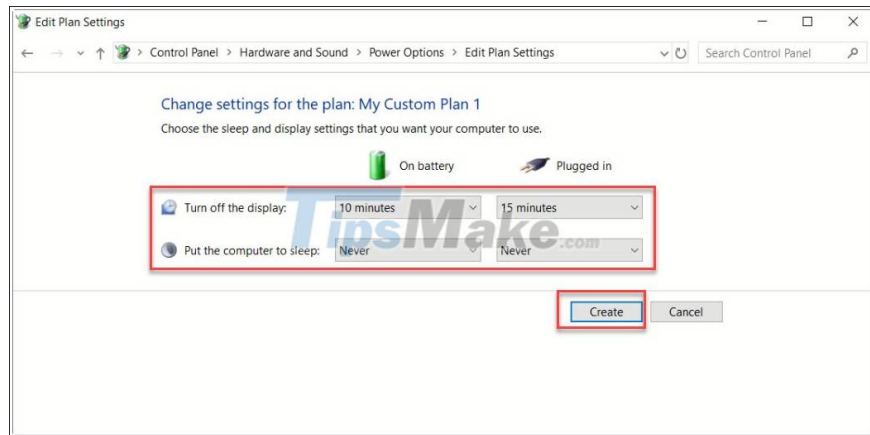 Edit Plan Settings
Control Panel > Hardware and Sound > Power Options > Edit Plan Settings
Search Control Panel
Change settings for the plan: My Custom Plan 1
Choose the sleep and display settings that you want your computer to use.
On battery Plugged in
Turn off the display: 10 minutes 15 minutes
TipsMake.com
Put the computer to sleep: Never Never
Create Cancel